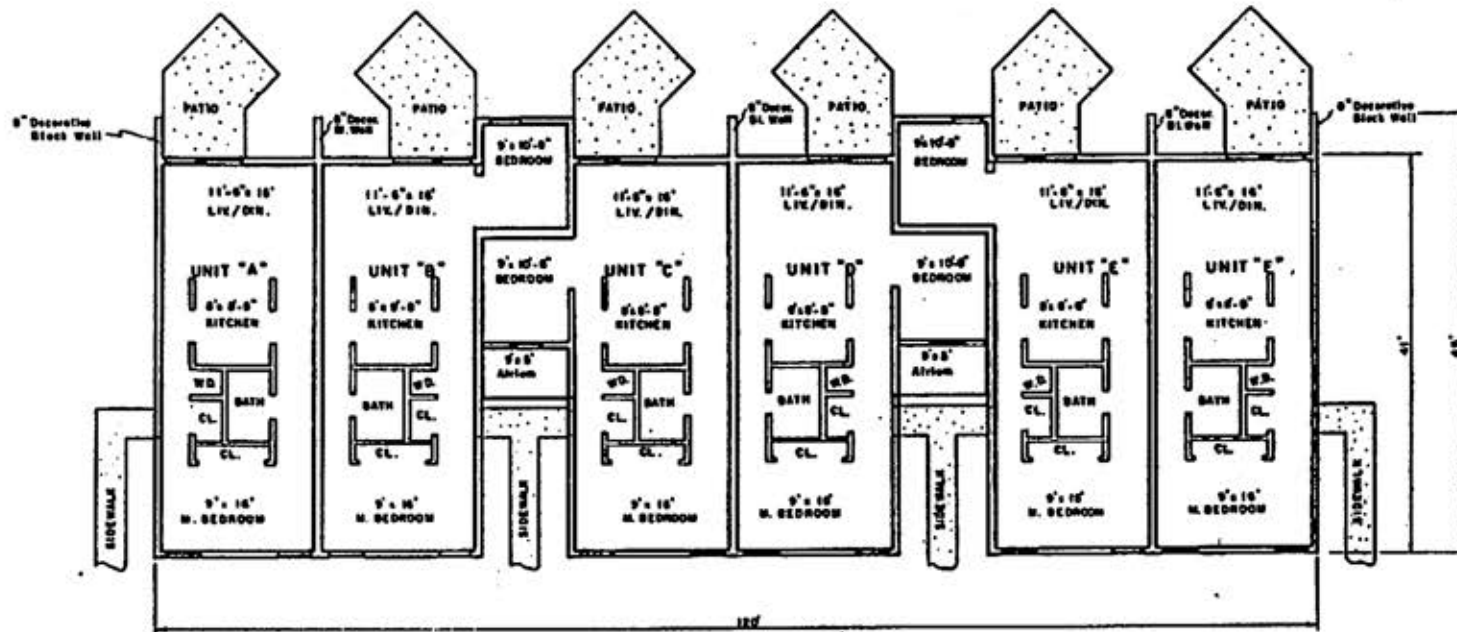 PATIO
PATIO
PATIO
PATIO
PATIO
PATIO
8" Decorative
Block Wall
8" Decor.
Bl. Wall
8" Decor.
Bl. Wall
8" Decor.
Bl. Wall
8" Decorative
Block Wall
9'x 10'-8"
BEDROOM
9'x 10'-8"
BEDROOM
11'-6"x 16'
LIV./DIN.
11'-6"x 16'
LIV./DIN.
11'-6"x 16'
LIV./DIN.
11'-6"x 16'
LIV./DIN.
11'-6"x 16'
LIV./DIN.
11'-6"x 16'
LIV./DIN.
UNIT "A"
UNIT "B"
9'x 10'-8"
BEDROOM
UNIT "C"
UNIT "D"
9'x 10'-8"
BEDROOM
UNIT "E"
UNIT "F"
KITCHEN
KITCHEN
KITCHEN
KITCHEN
KITCHEN
KITCHEN
9'x 5'
Atrium
9'x 5'
Atrium
W.D.
BATH
CL.
CL.
W.D.
BATH
CL.
CL.
W.D.
BATH
CL.
CL.
W.D.
BATH
CL.
CL.
W.D.
BATH
CL.
CL.
W.D.
BATH
CL.
CL.
9'x 16'
M. BEDROOM
9'x 16'
M. BEDROOM
9'x 16'
M. BEDROOM
9'x 16'
M. BEDROOM
9'x 16'
M. BEDROOM
9'x 16'
M. BEDROOM
SIDEWALK
SIDEWALK
SIDEWALK
SIDEWALK
41'
120'